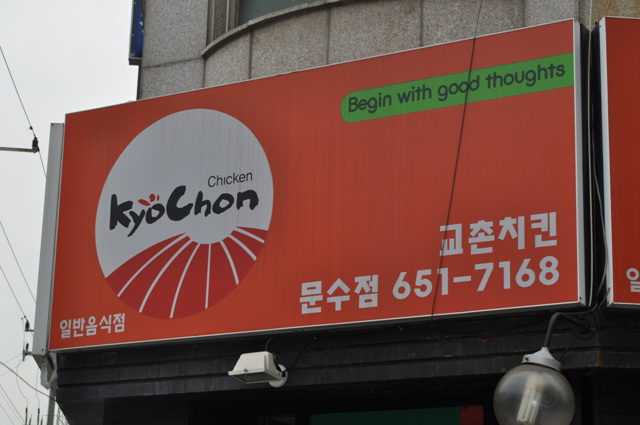 Begin with good thoughts
Chicken
KyoChon
교촌치킨
문수점 651-7168
일반음식점
일